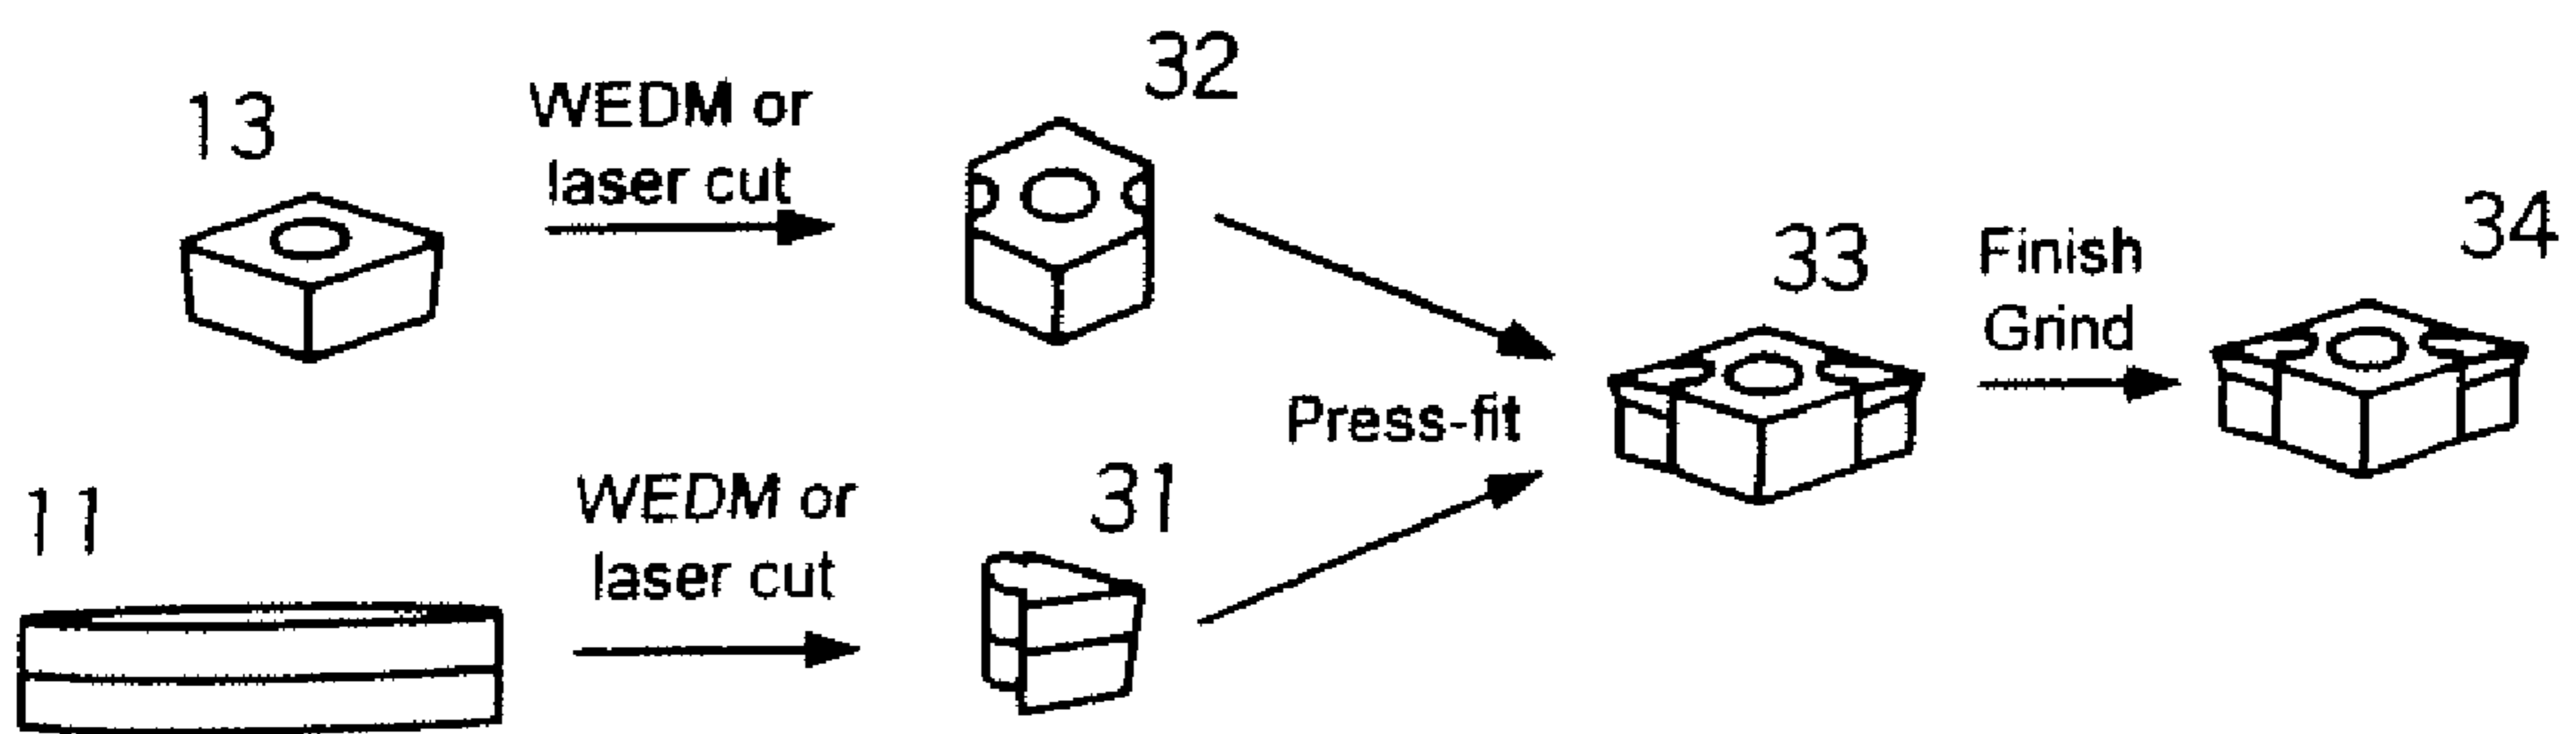 13
WEDM or
laser cut
32
33
Finish
Grind
34
Press-fit
11
WEDM or
laser cut
31